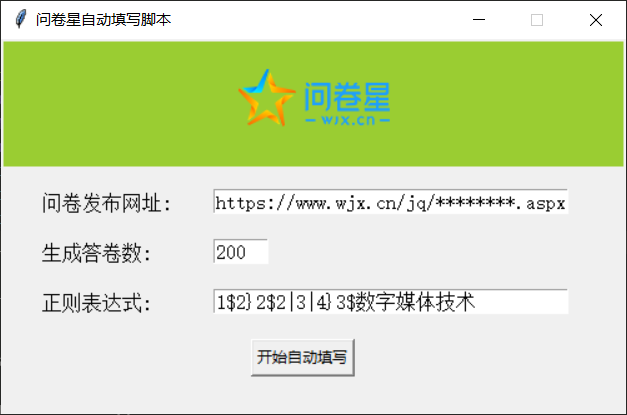 问卷星自动填写脚本
问卷星
wjx.cn
问卷发布网址: https://www.wjx.cn/jq/********.aspx
生成答卷数: 200
正则表达式: 1$2}2$2|3|4}3$数字媒体技术
开始自动填写